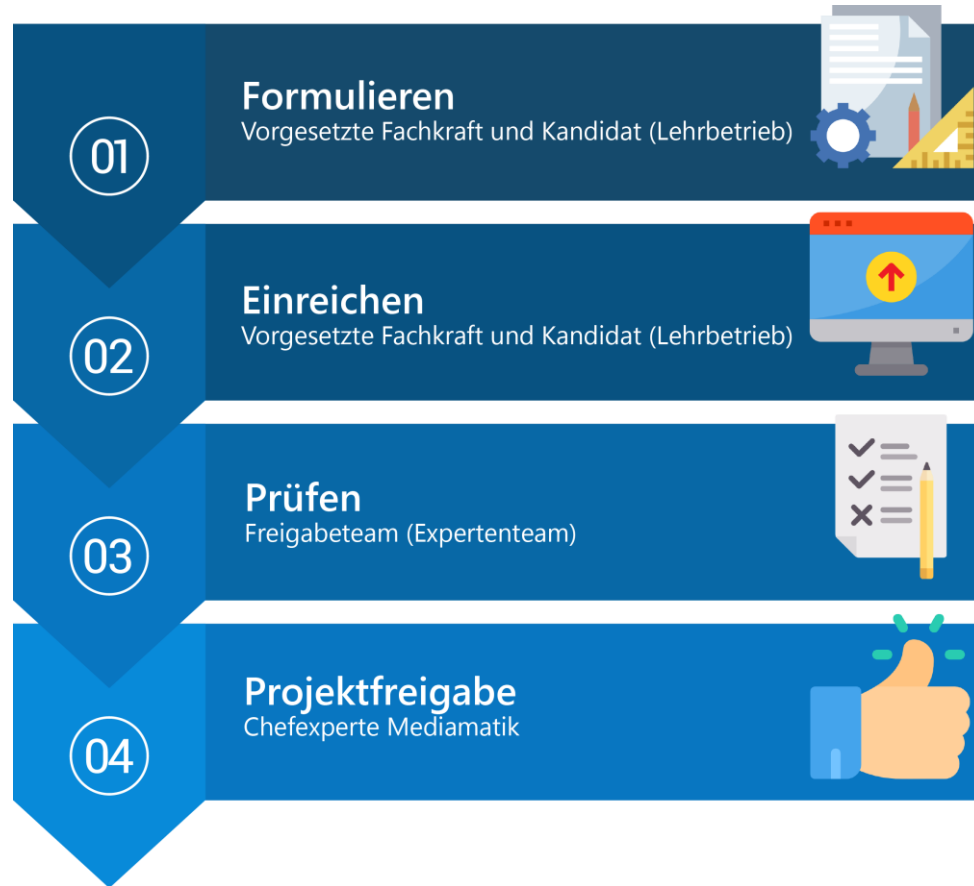 01
Formulieren
Vorgesetzte Fachkraft und Kandidat (Lehrbetrieb)
02
Einreichen
Vorgesetzte Fachkraft und Kandidat (Lehrbetrieb)
03
Prüfen
Freigabeteam (Expertenteam)
04
Projektfreigabe
Chefexperte Mediamatik